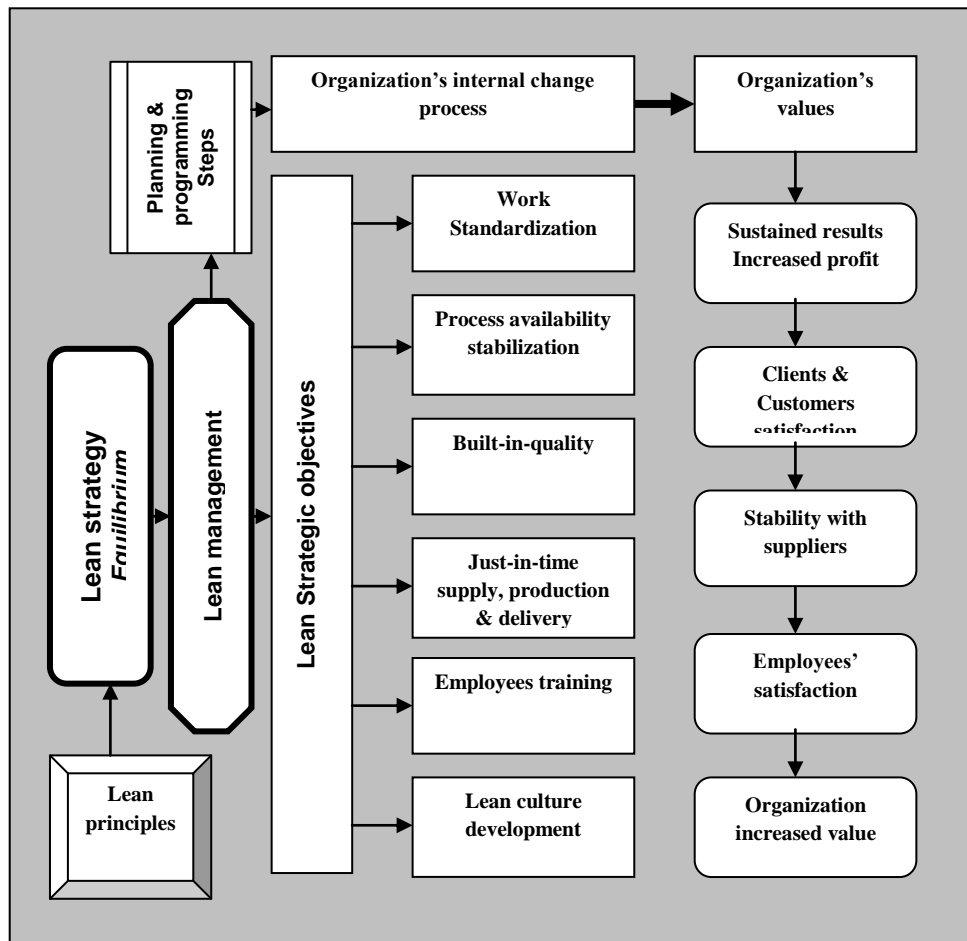 Planning &
programming
Steps
Organization's internal change
process
Organization's
values
Lean strategy
Equilibrium
Lean management
Lean Strategic objectives
Work
Standardization
Process availability
stabilization
Built-in-quality
Just-in-time
supply, production
& delivery
Employees training
Lean culture
development
Sustained results
Increased profit
Clients &
Customers
satisfaction
Stability with
suppliers
Employees'
satisfaction
Organization
increased value
Lean
principles